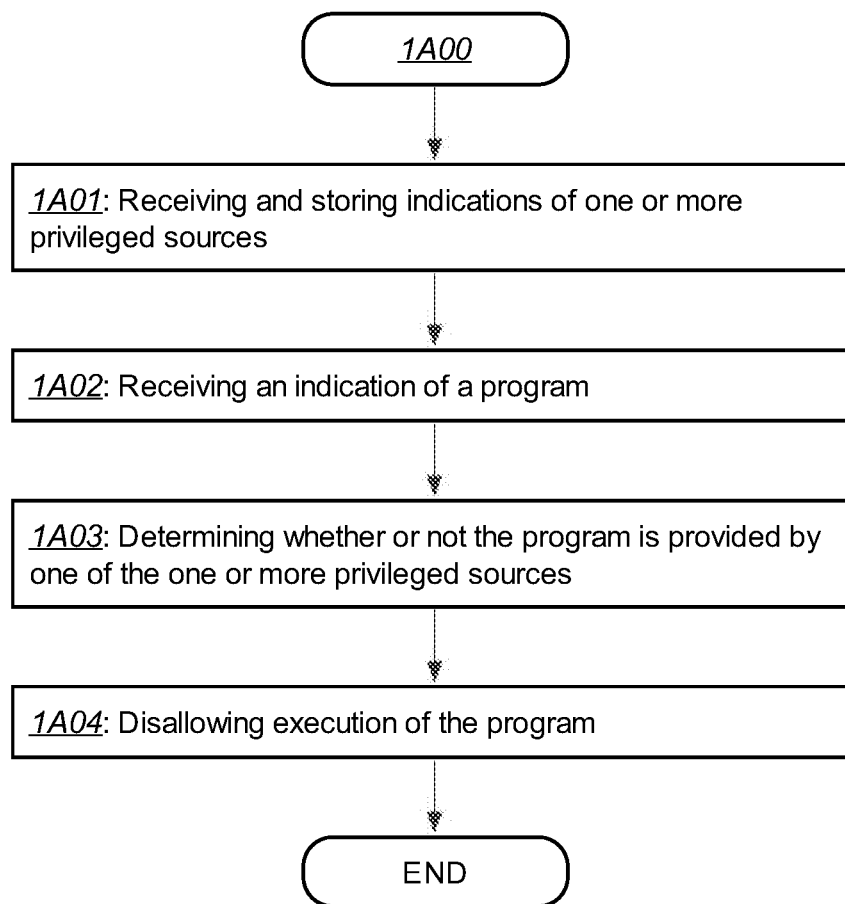 1A00
1A01: Receiving and storing indications of one or more
privileged sources
1A02: Receiving an indication of a program
1A03: Determining whether or not the program is provided by
one of the one or more privileged sources
1A04: Disallowing execution of the program
END